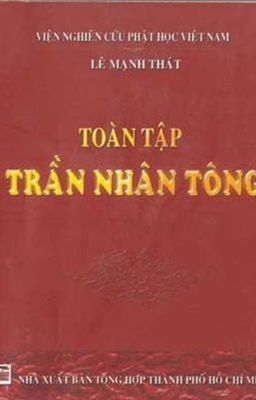 VIỆN NGHIÊN CỨU PHẬT HỌC VIỆT NAM
LÊ MẠNH THÁT
TOÀN TẬP
TRẦN NHÂN TÔNG
NHÀ XUẤT BẢN TỔNG HỢP THÀNH PHỐ HỒ CHÍ MI